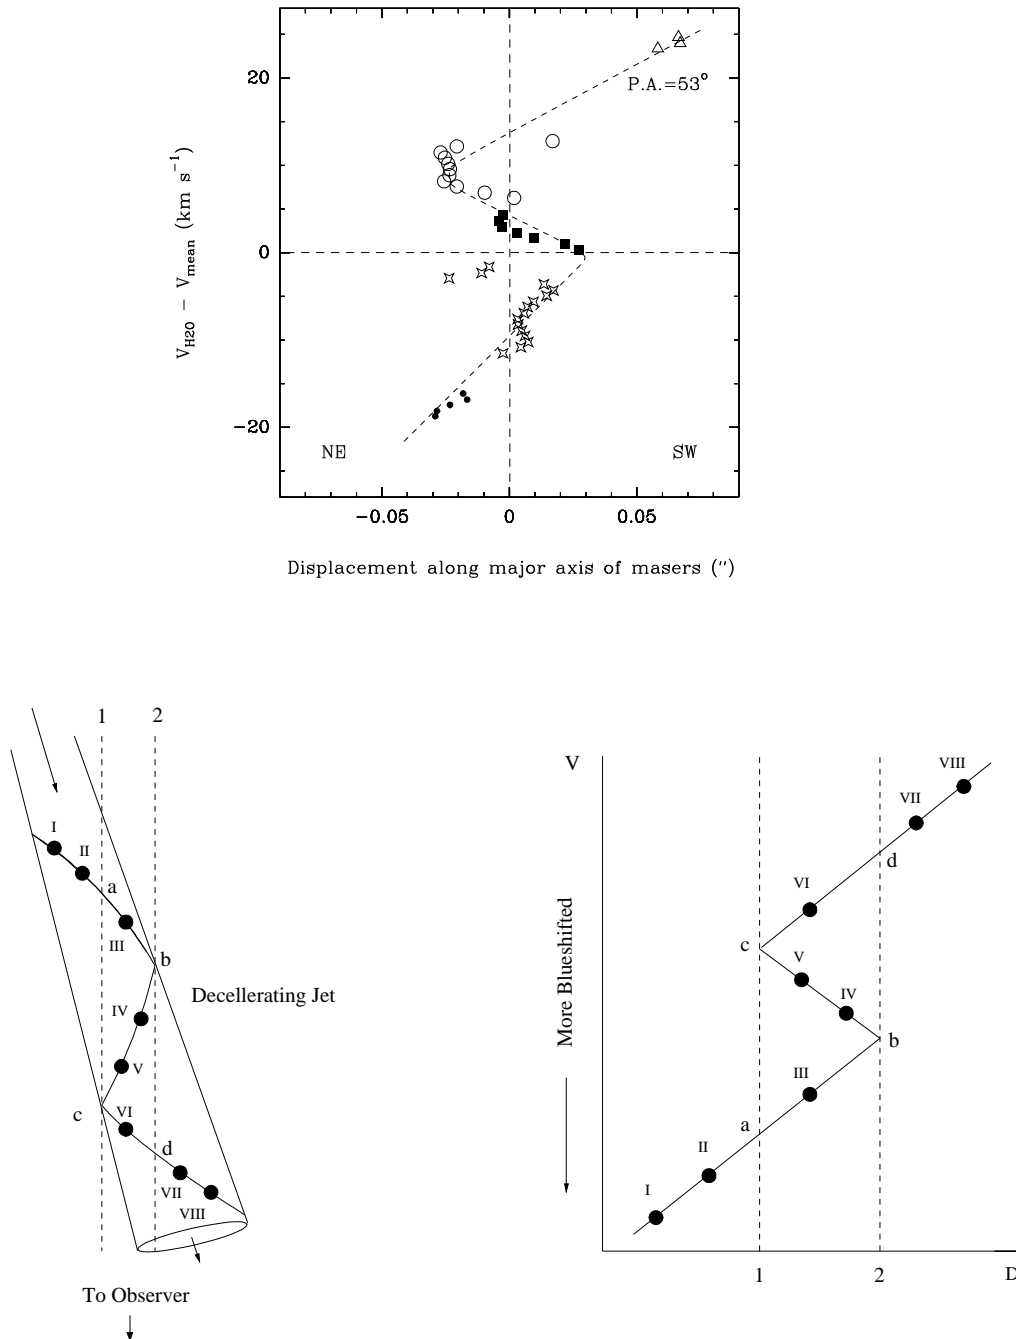 20
0
−20
V_H2O − V_mean (km s⁻¹)
P.A.=53°
NE
SW
−0.05
0
0.05
Displacement along major axis of masers (")
1
2
I
II
a
III
b
Decellerating Jet
IV
V
c
VI
d
VII
VIII
To Observer
V
VIII
VII
d
VI
c
V
IV
b
More Blueshifted
III
a
II
I
1
2
D